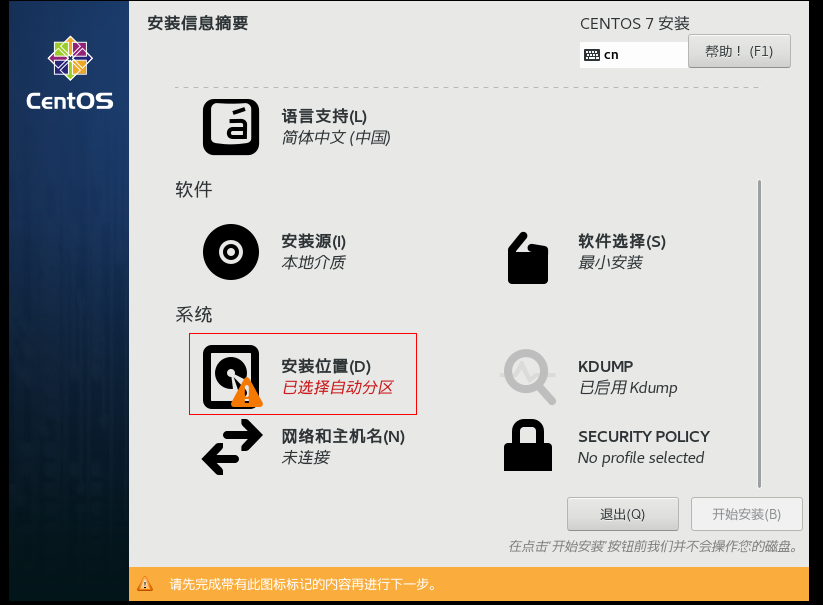 CentOS
安装信息摘要
CENTOS 7 安装
cn
帮助！ (F1)
语言支持(L)
简体中文 (中国)
软件
安装源(I)
本地介质
软件选择(S)
最小安装
系统
安装位置(D)
已选择自动分区
KDUMP
已启用 Kdump
网络和主机名(N)
未连接
SECURITY POLICY
No profile selected
退出(Q)
开始安装(B)
在点击'开始安装'按钮前我们并不会操作您的磁盘。
请先完成带有此图标标记的内容再进行下一步。